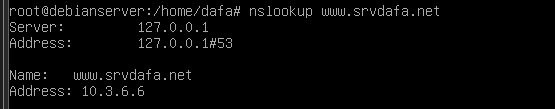 root@debianserver:/home/dafa# nslookup www.srvdafa.net
Server:         127.0.0.1
Address:        127.0.0.1#53

Name:   www.srvdafa.net
Address: 10.3.6.6